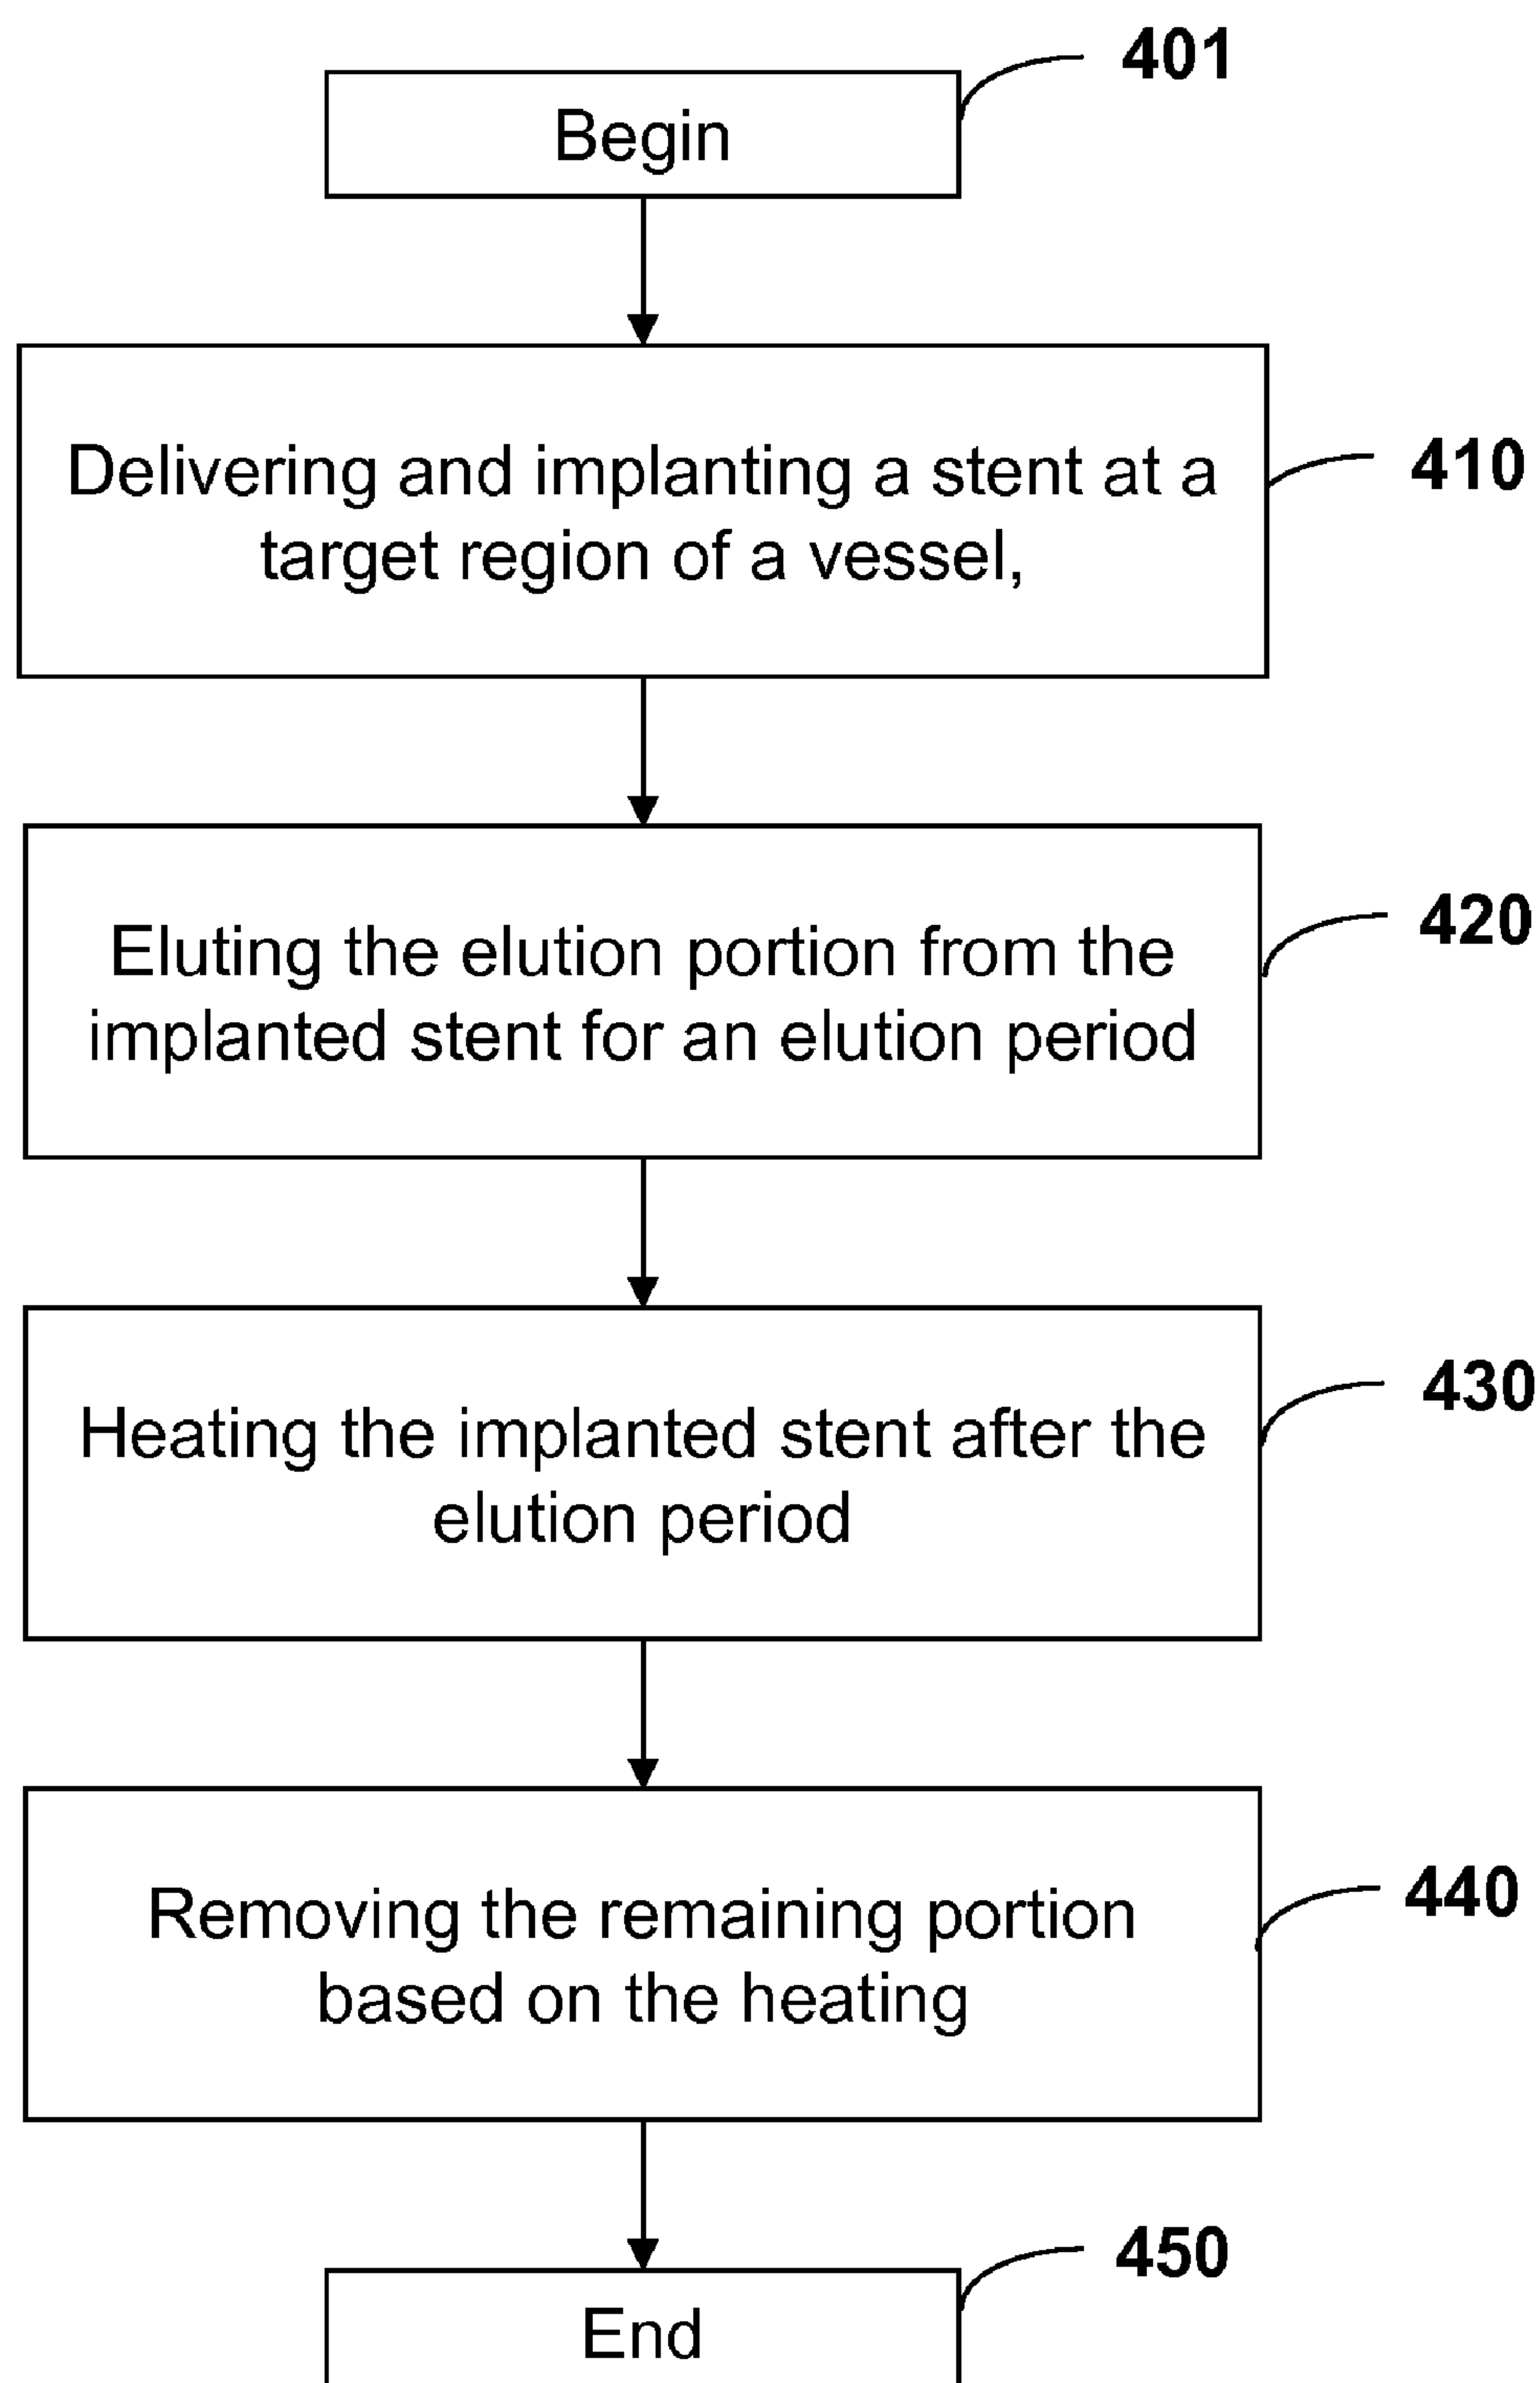 401
Begin
Delivering and implanting a stent at a
target region of a vessel,
410
Eluting the elution portion from the
implanted stent for an elution period
420
Heating the implanted stent after the
elution period
430
Removing the remaining portion
based on the heating
440
450
End